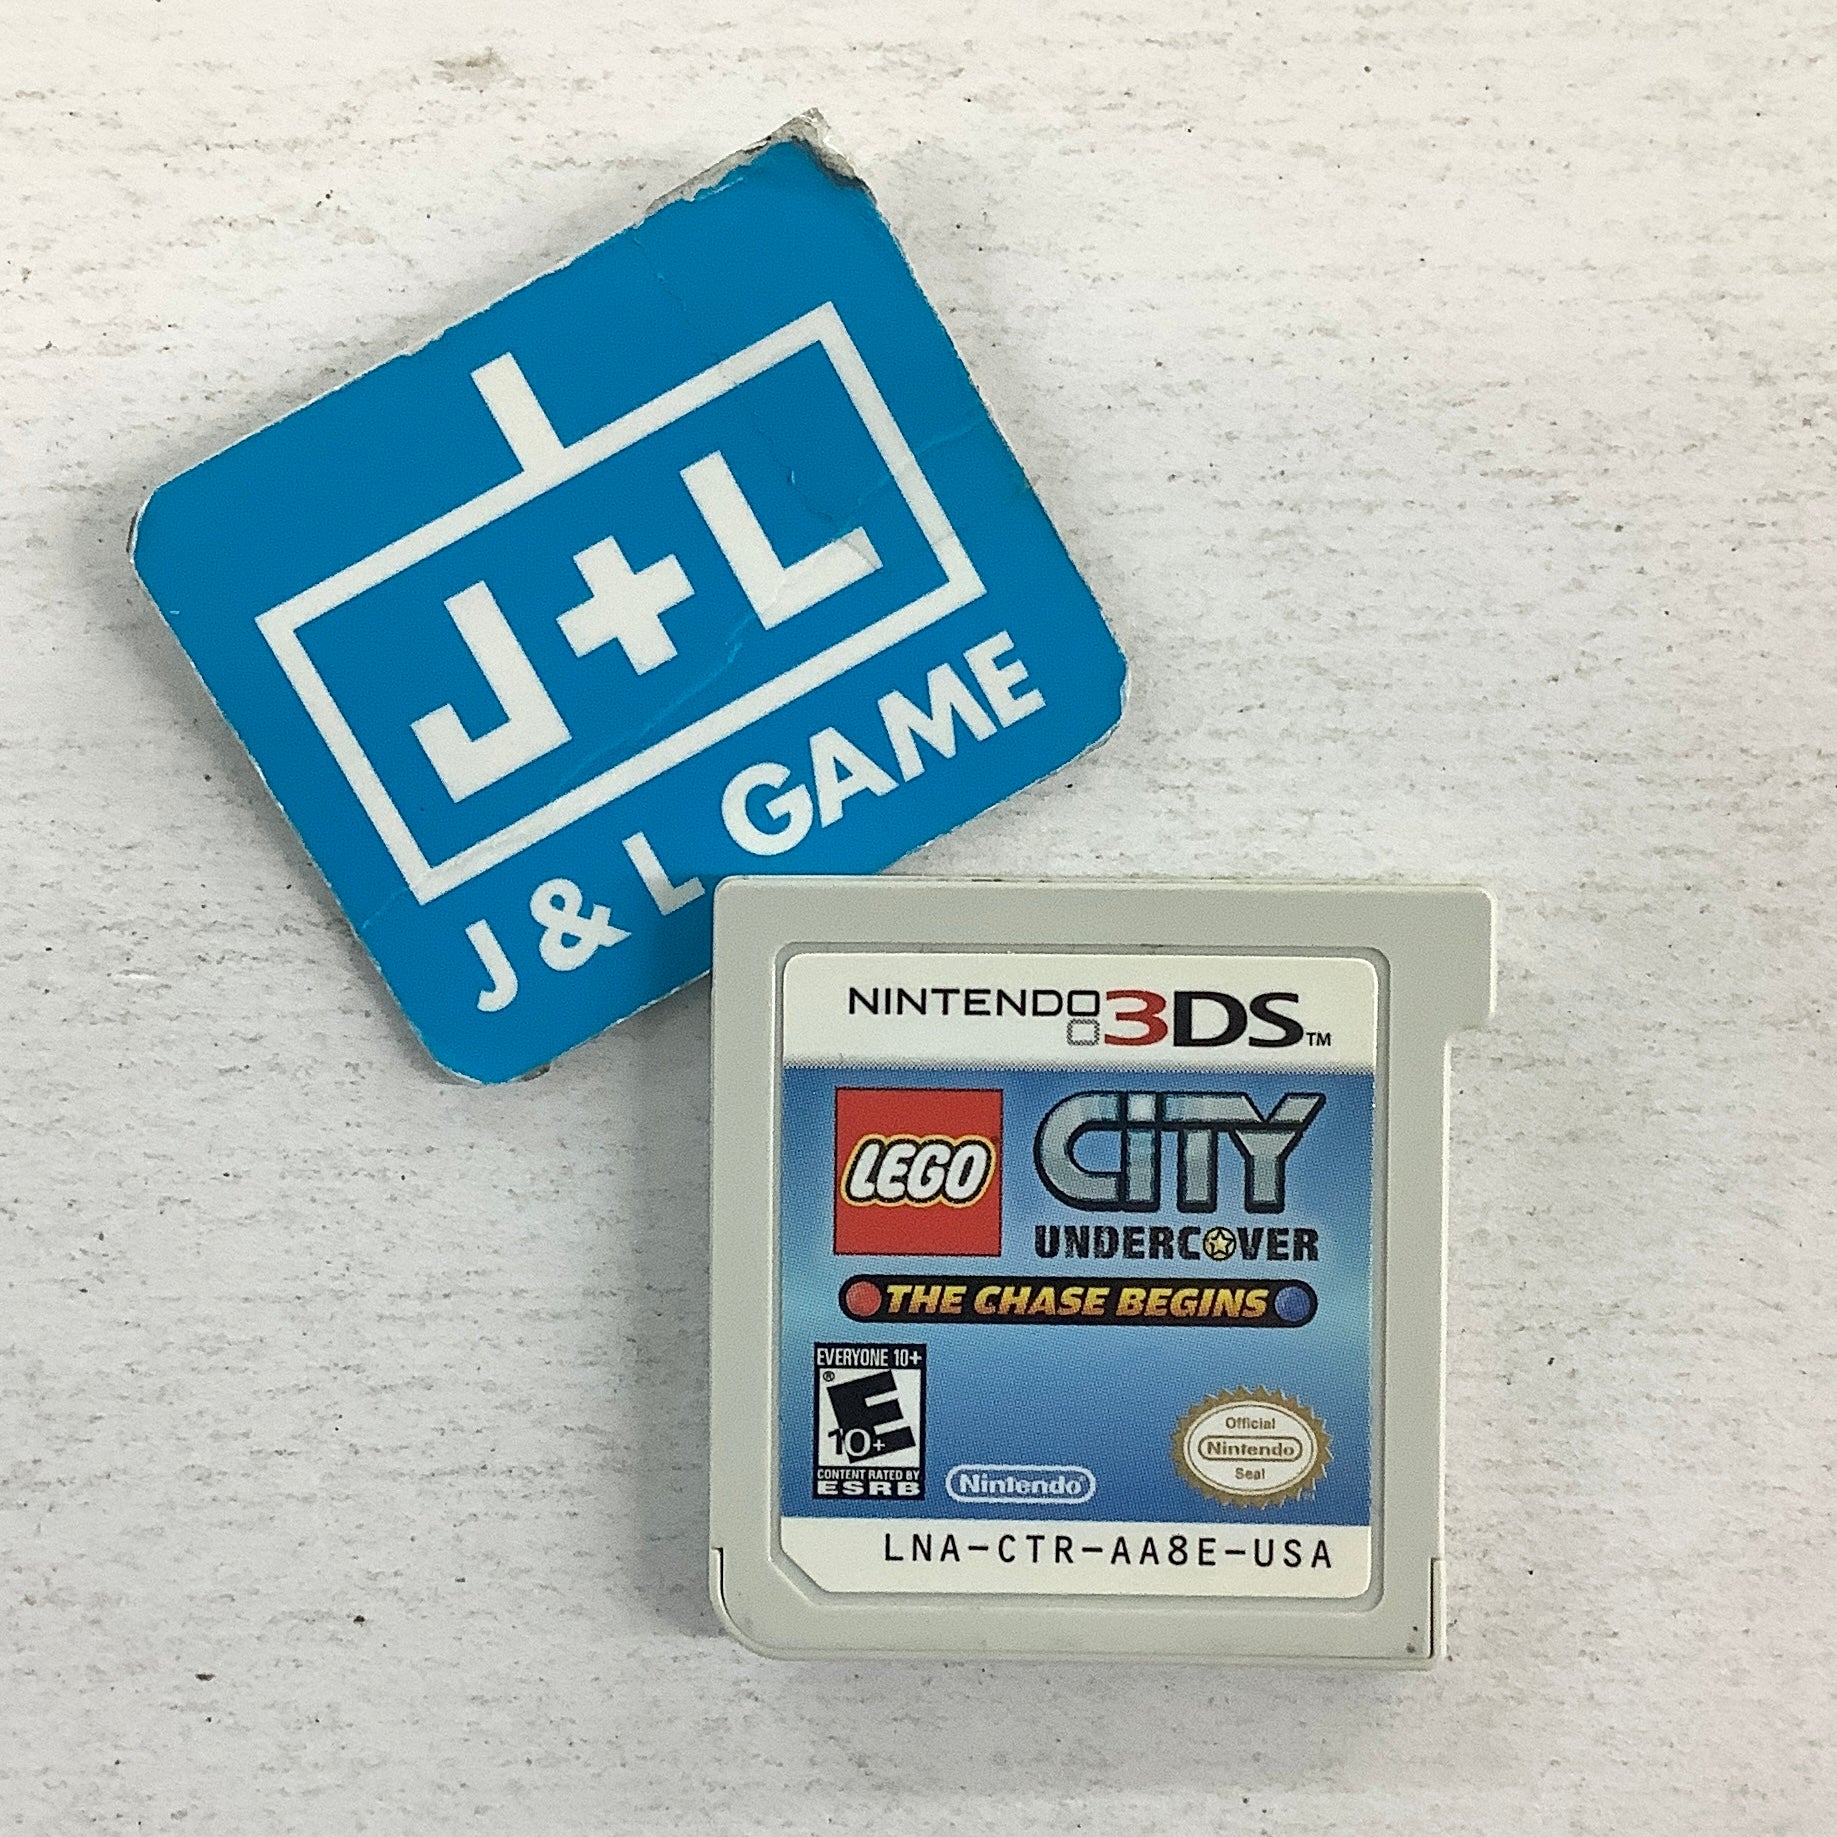 J+L
J & L GAME
NINTENDO 3DS™
LEGO
CITY
UNDERCOVER
THE CHASE BEGINS
EVERYONE 10+
®
E
10+
CONTENT RATED BY
ESRB
Nintendo
Official
Nintendo
Seal
LNA-CTR-AA8E-USA